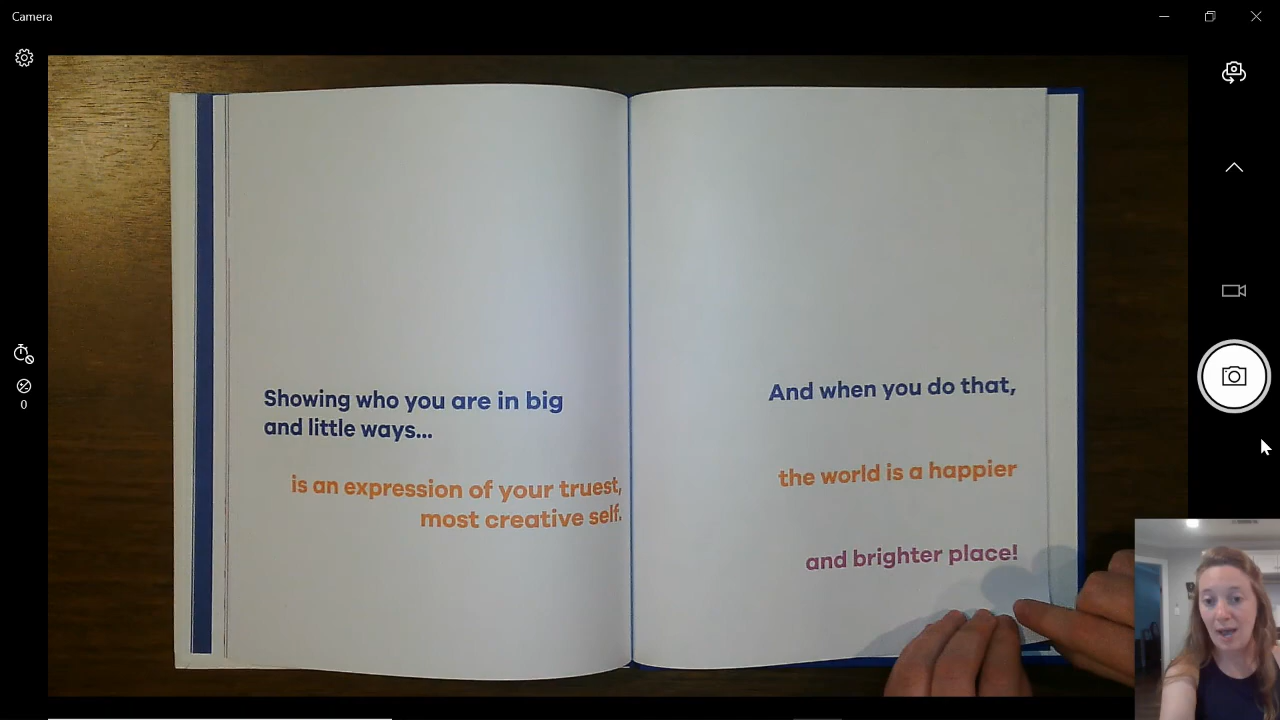 Camera
Showing who you are in big
and little ways...
is an expression of your truest,
most creative self.
And when you do that,
the world is a happier
and brighter place!
0